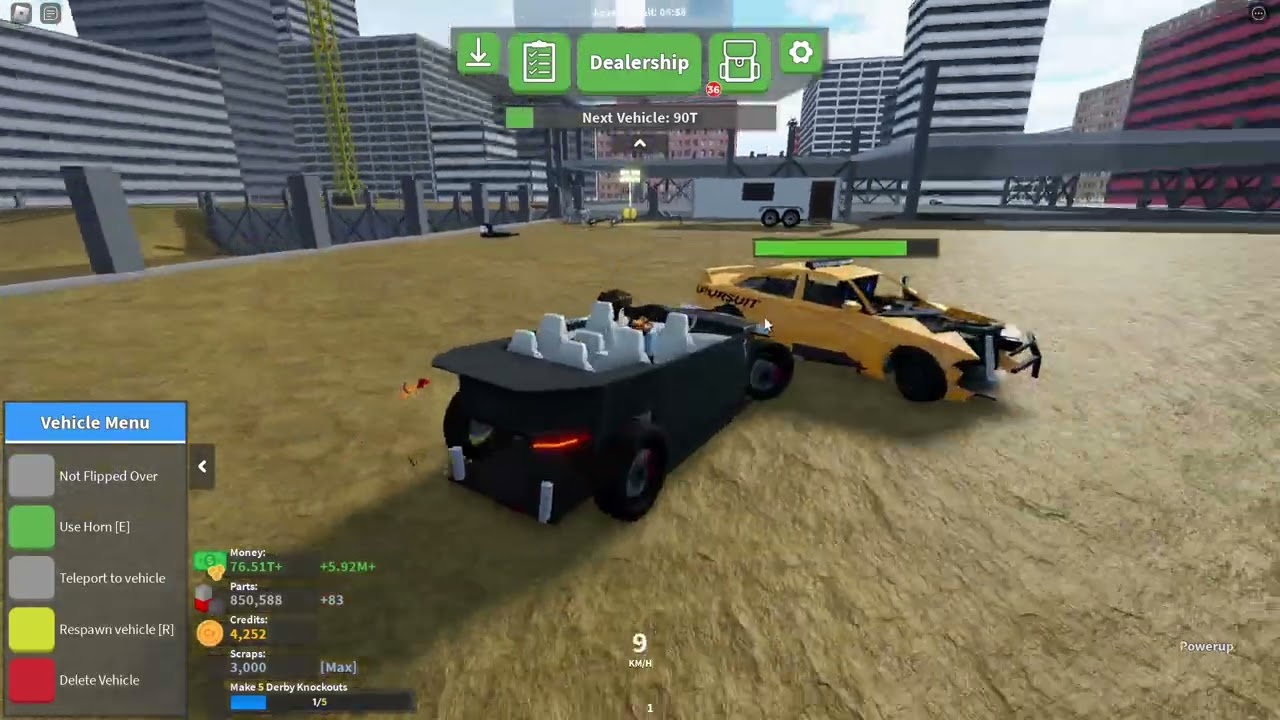 Dealership
36
Next Vehicle: 90T
PURSUIT
Vehicle Menu
Not Flipped Over
Use Horn [E]
Teleport to vehicle
Respawn vehicle [R]
Delete Vehicle
Money:
76.51T+ +5.92M+
Parts:
850,588 +83
Credits:
4,252
Scraps:
3,000 [Max]
Make 5 Derby Knockouts
1/5
9
KM/H
1
Powerup